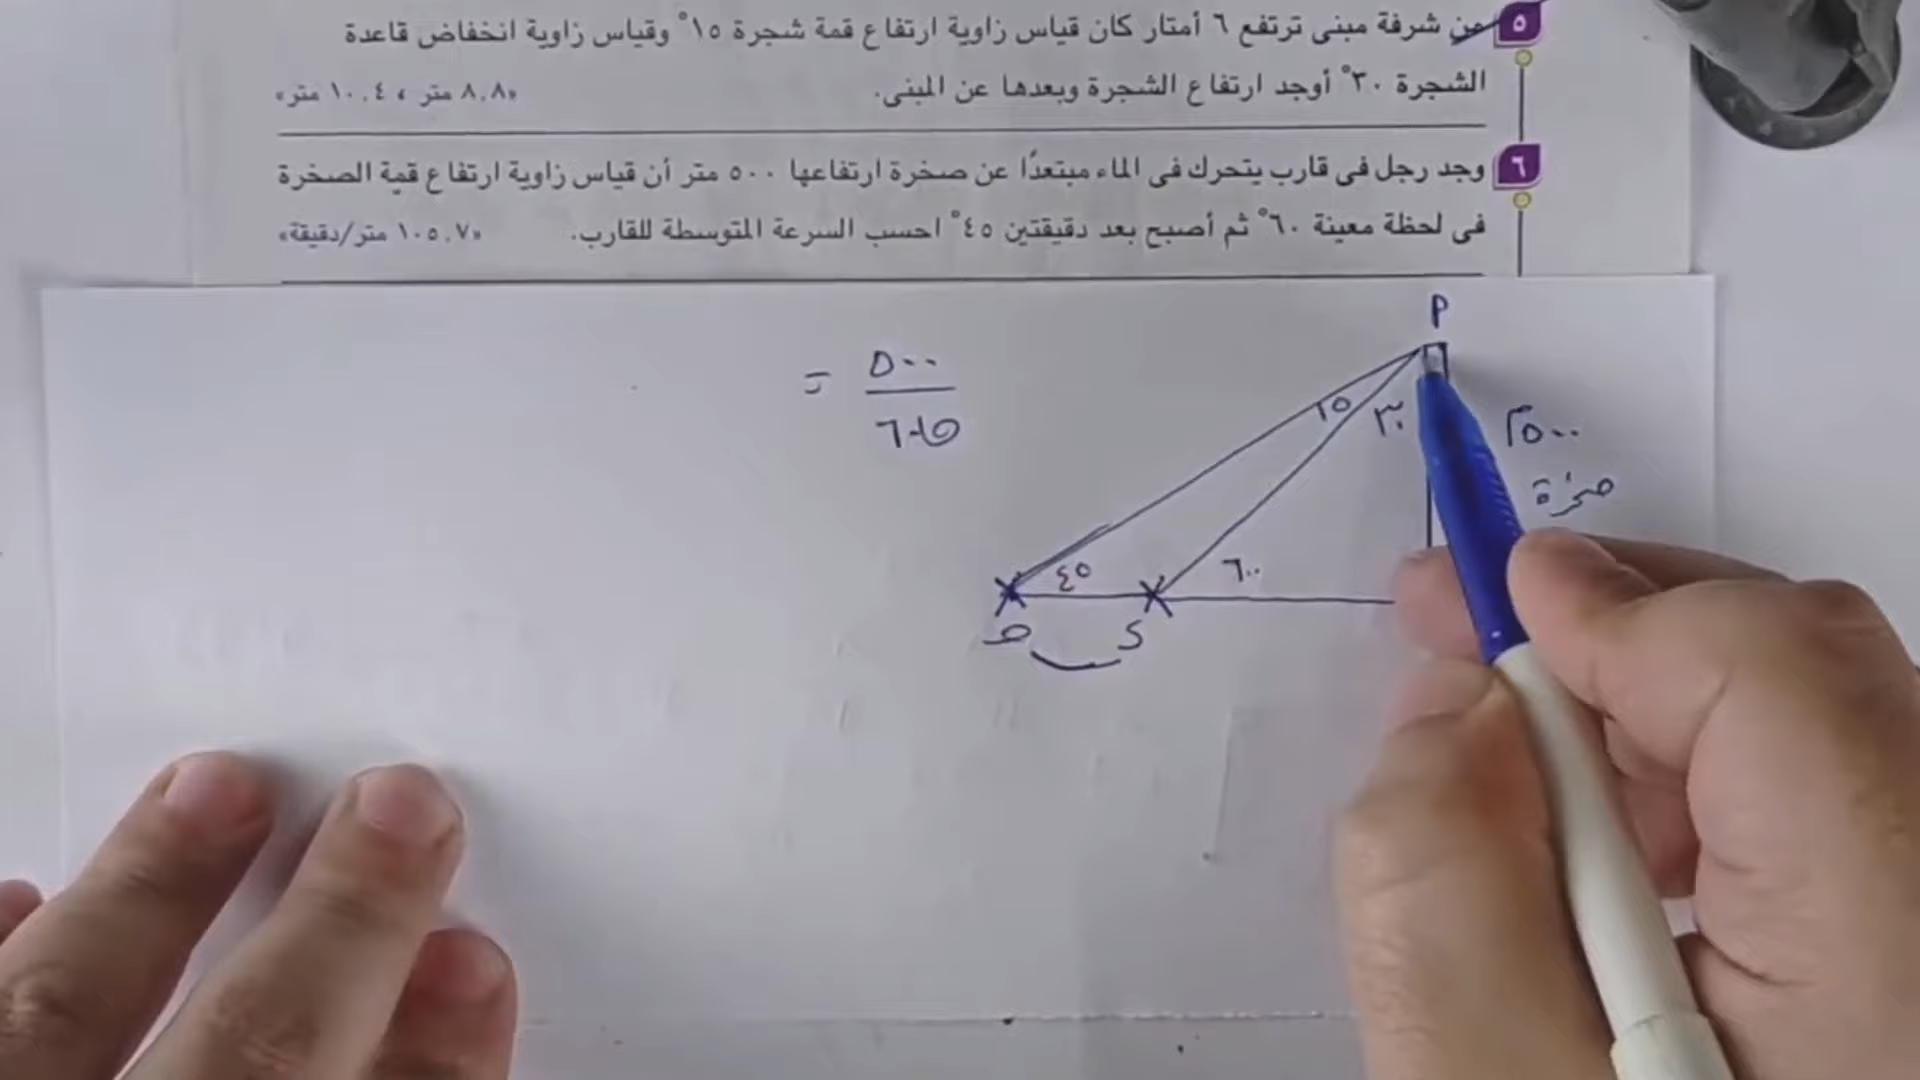 ٥ من شرفة مبنى ترتفع ٦ أمتار كان قياس زاوية ارتفاع قمة شجرة ١٥° وقياس زاوية انخفاض قاعدة
الشجرة ٣٠° أوجد ارتفاع الشجرة وبعدها عن المبنى. «٨,٨ متر ، ١٠,٤ متر»
٦ وجد رجل فى قارب يتحرك فى الماء مبتعدًا عن صخرة ارتفاعها ٥٠٠ متر أن قياس زاوية ارتفاع قمة الصخرة
فى لحظة معينة ٦٠° ثم أصبح بعد دقيقتين ٤٥° احسب السرعة المتوسطة للقارب. «١٠٥,٧ متر/دقيقة»
٥٠٠
=
حا٦٠
م
١٥
٣٠
٥٠٠م
صخرة
٤٥
٦٠
ح
د